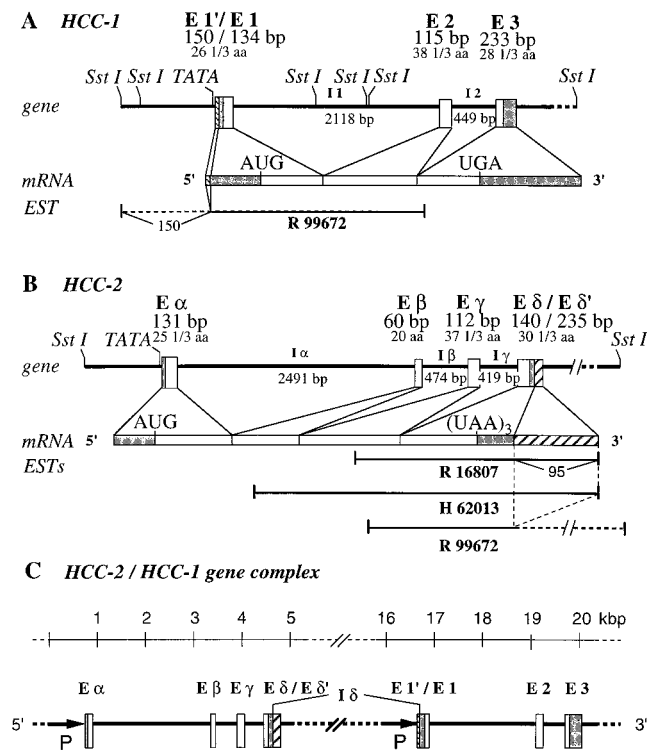 A HCC-1
E 1'/ E 1 E 2 E 3
150 / 134 bp 115 bp 233 bp
26 1/3 aa 38 1/3 aa 28 1/3 aa
Sst I Sst I TATA Sst I Sst I Sst I Sst I
I 1 I 2
gene
2118 bp 449 bp
AUG UGA
mRNA 5' 3'
EST
150 R 99672
B HCC-2
E α E β E γ E δ / E δ'
131 bp 60 bp 112 bp 140 / 235 bp
25 1/3 aa 20 aa 37 1/3 aa 30 1/3 aa
Sst I TATA Sst I
I α I β I γ
gene
2491 bp 474 bp 419 bp
AUG (UAA)3
mRNA 5' 3'
ESTs
R 16807 95
H 62013
R 99672
C HCC-2 / HCC-1 gene complex
1 2 3 4 5 16 17 18 19 20 kbp
E α E β E γ E δ / E δ' I δ E 1' / E 1 E 2 E 3
5' 3'
P P